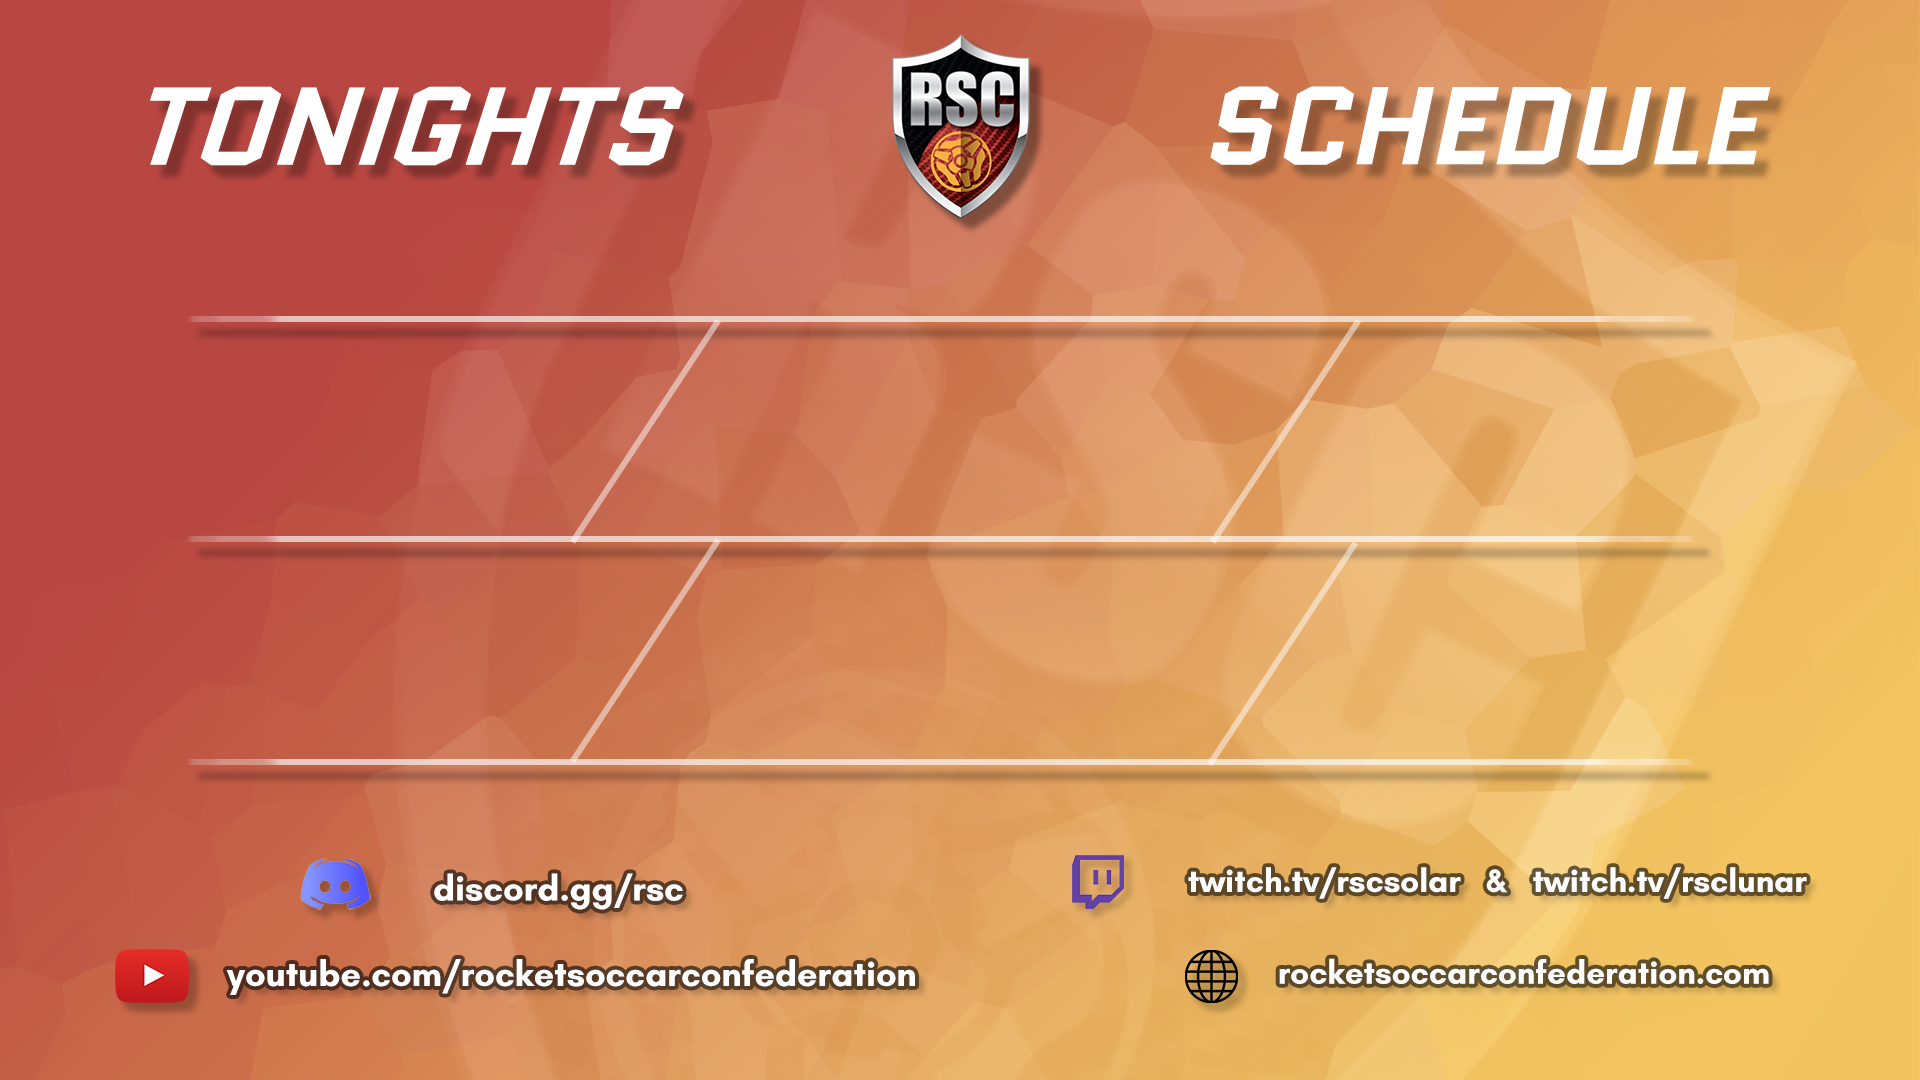 TONIGHTS
RSC
SCHEDULE
discord.gg/rsc
twitch.tv/rscsolar & twitch.tv/rsclunar
youtube.com/rocketsoccarconfederation
rocketsoccarconfederation.com